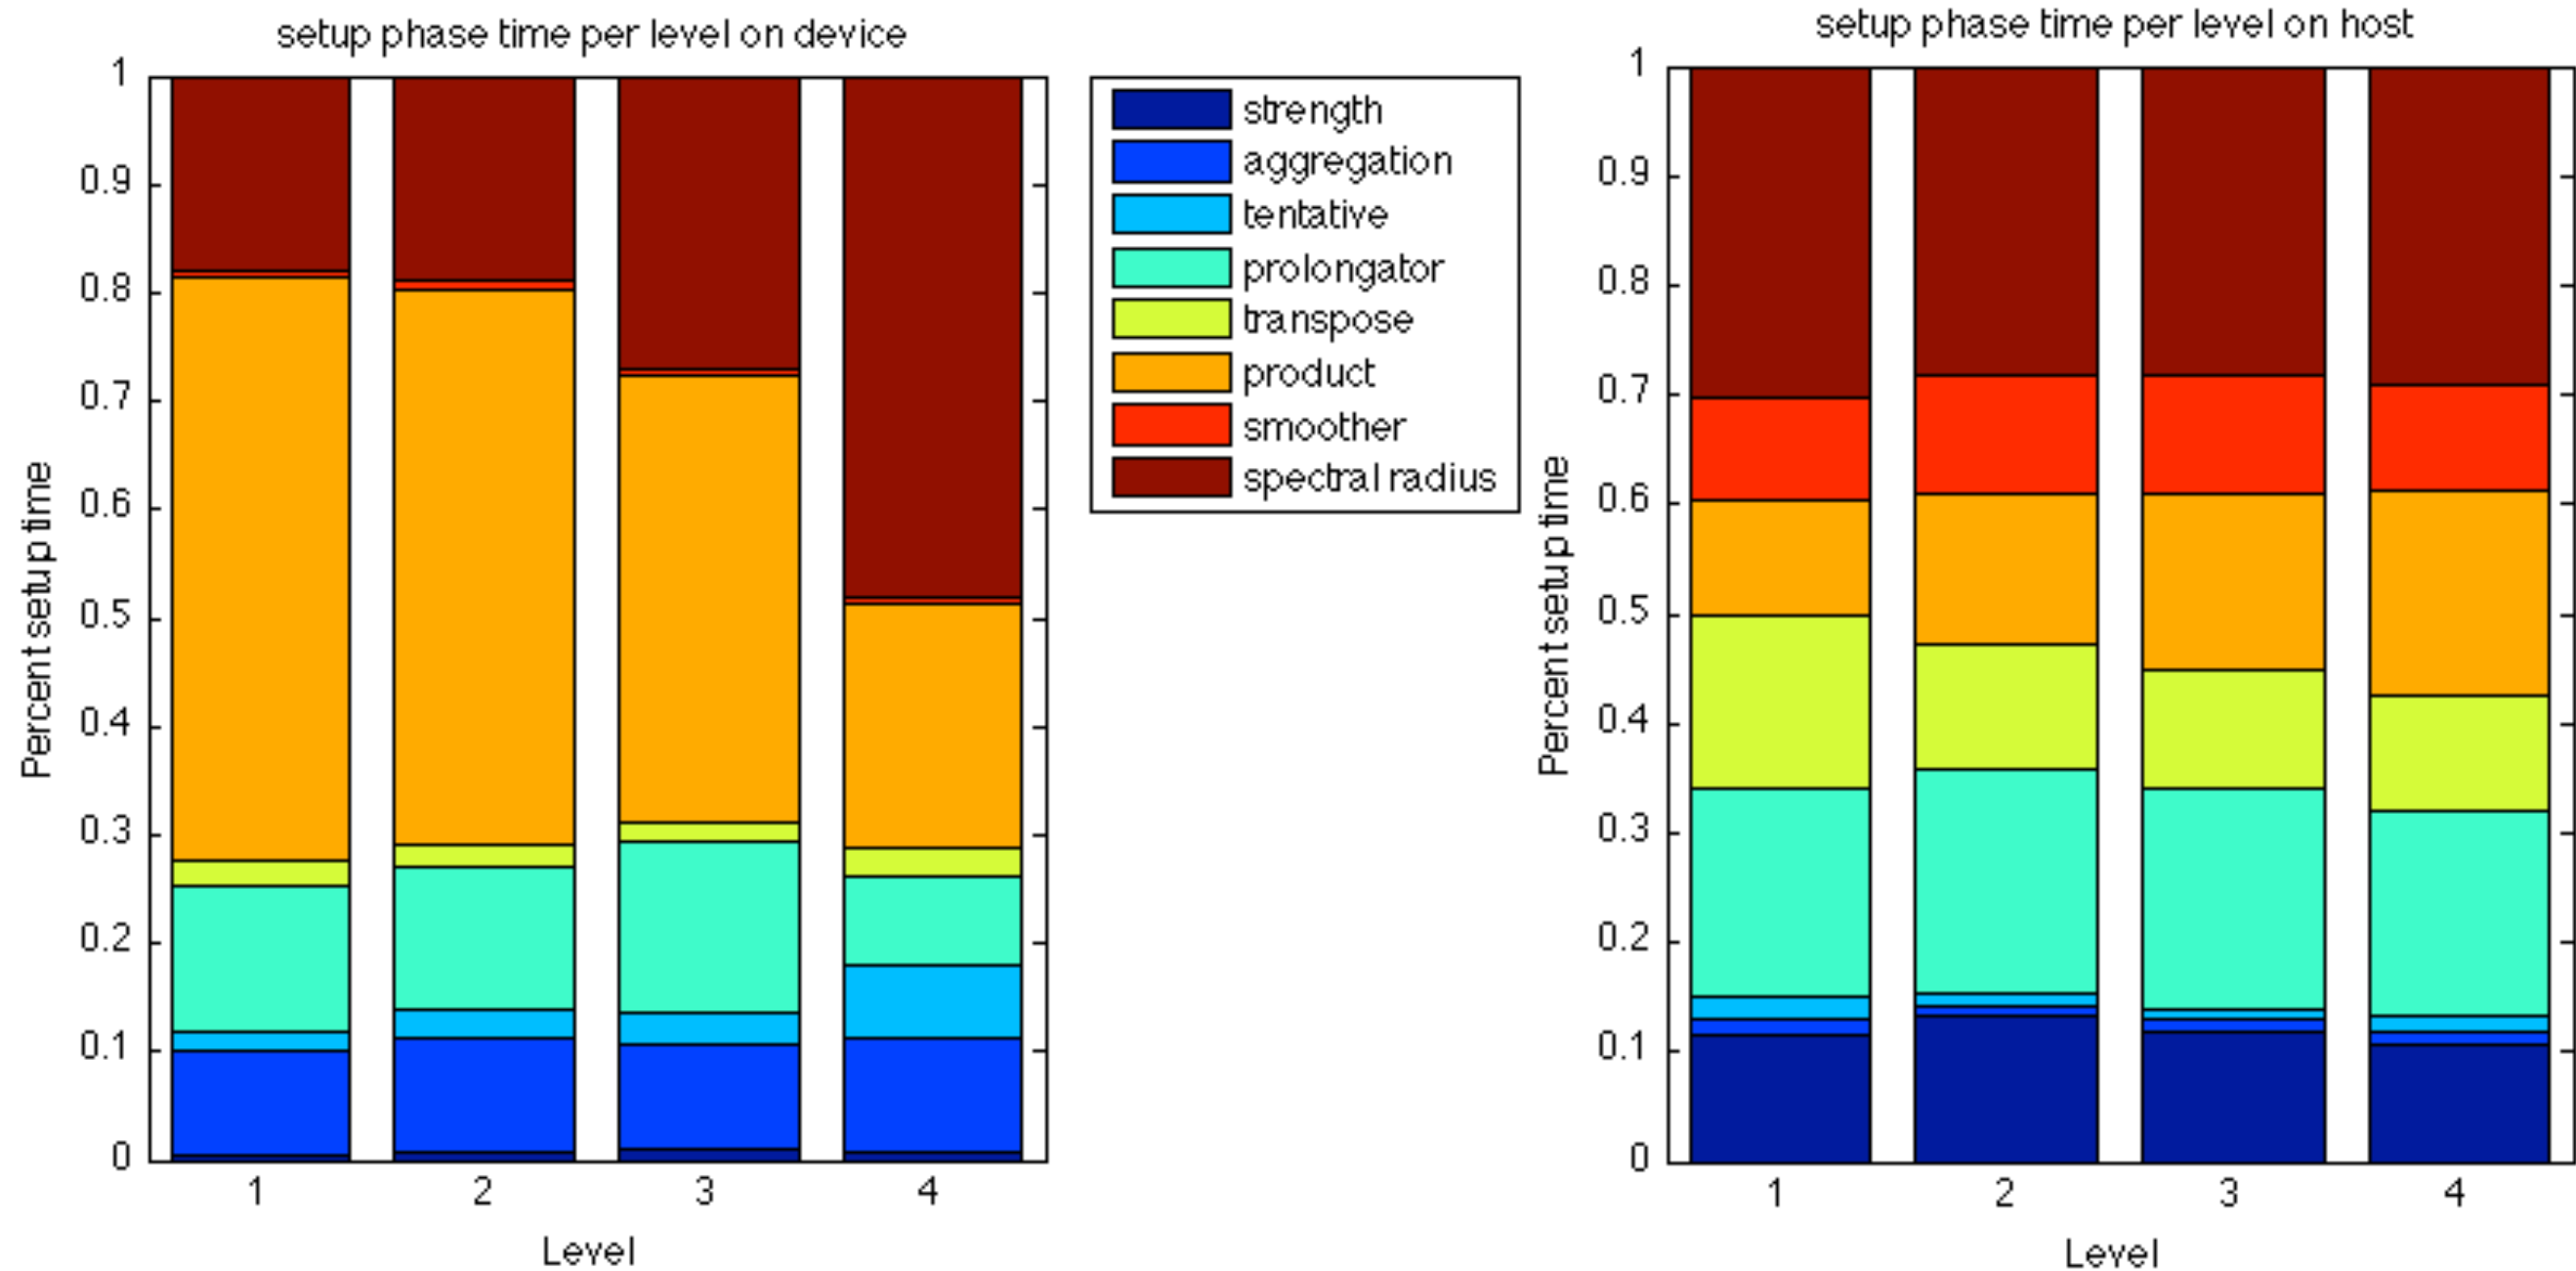 setup phase time per level on device
1
0.9
0.8
0.7
0.6
0.5
0.4
0.3
0.2
0.1
0
Percent setup time
1 2 3 4
Level
strength
aggregation
tentative
prolongator
transpose
product
smoother
spectral radius
setup phase time per level on host
1
0.9
0.8
0.7
0.6
0.5
0.4
0.3
0.2
0.1
0
Percent setup time
1 2 3 4
Level